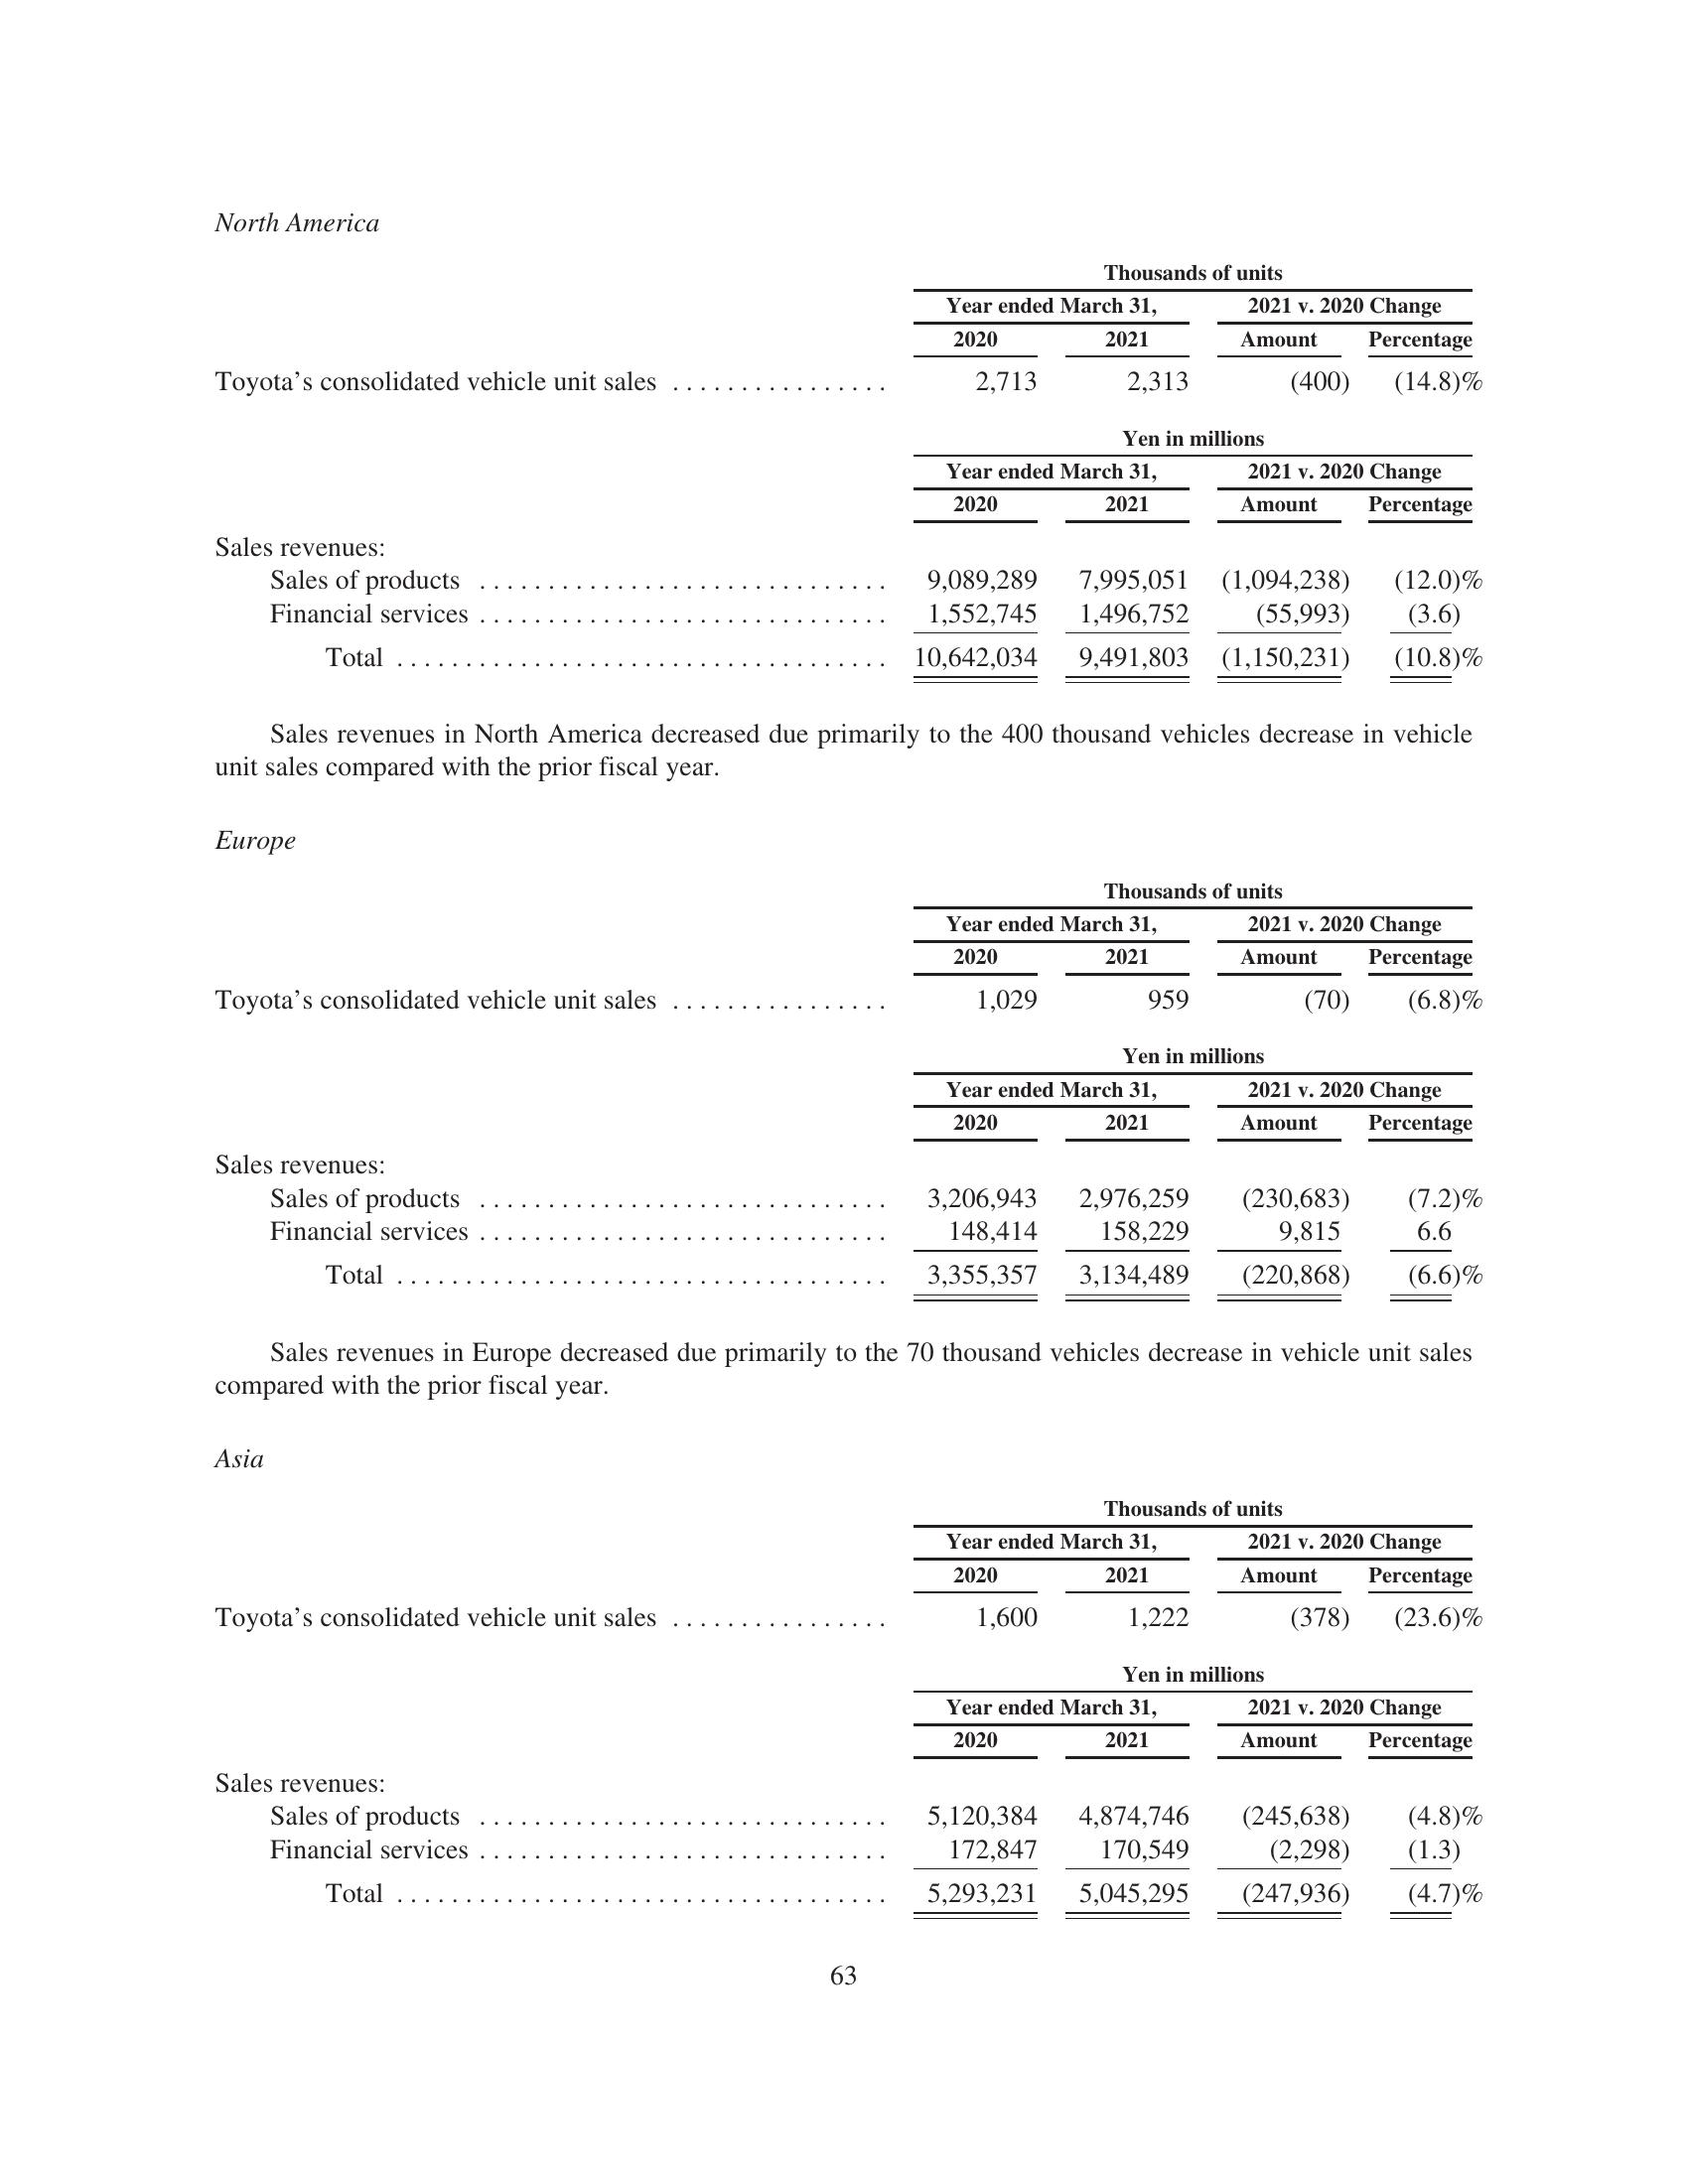 North America
Thousands of units
Year ended March 31, 2021 v. 2020 Change
2020 2021 Amount Percentage
Toyota’s consolidated vehicle unit sales ................ 2,713 2,313 (400) (14.8)%
Yen in millions
Year ended March 31, 2021 v. 2020 Change
2020 2021 Amount Percentage
Sales revenues:
Sales of products .............................. 9,089,289 7,995,051 (1,094,238) (12.0)%
Financial services .............................. 1,552,745 1,496,752 (55,993) (3.6)
Total .................................... 10,642,034 9,491,803 (1,150,231) (10.8)%
Sales revenues in North America decreased due primarily to the 400 thousand vehicles decrease in vehicle
unit sales compared with the prior fiscal year.
Europe
Thousands of units
Year ended March 31, 2021 v. 2020 Change
2020 2021 Amount Percentage
Toyota’s consolidated vehicle unit sales ................ 1,029 959 (70) (6.8)%
Yen in millions
Year ended March 31, 2021 v. 2020 Change
2020 2021 Amount Percentage
Sales revenues:
Sales of products .............................. 3,206,943 2,976,259 (230,683) (7.2)%
Financial services .............................. 148,414 158,229 9,815 6.6
Total .................................... 3,355,357 3,134,489 (220,868) (6.6)%
Sales revenues in Europe decreased due primarily to the 70 thousand vehicles decrease in vehicle unit sales
compared with the prior fiscal year.
Asia
Thousands of units
Year ended March 31, 2021 v. 2020 Change
2020 2021 Amount Percentage
Toyota’s consolidated vehicle unit sales ................ 1,600 1,222 (378) (23.6)%
Yen in millions
Year ended March 31, 2021 v. 2020 Change
2020 2021 Amount Percentage
Sales revenues:
Sales of products .............................. 5,120,384 4,874,746 (245,638) (4.8)%
Financial services .............................. 172,847 170,549 (2,298) (1.3)
Total .................................... 5,293,231 5,045,295 (247,936) (4.7)%
63